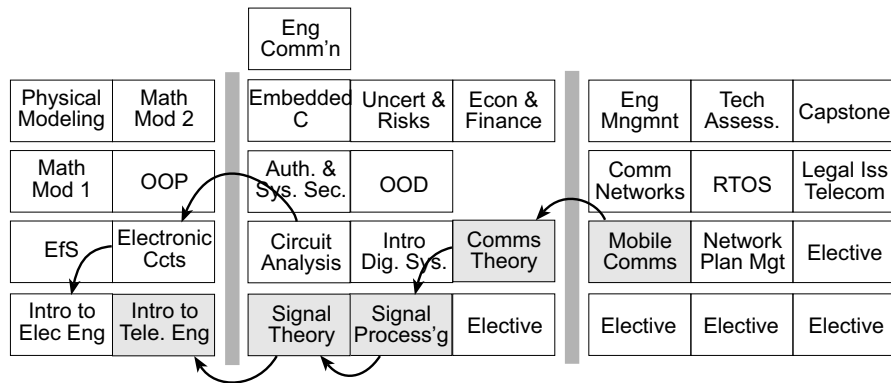 Eng
Comm'n
Physical
Modeling
Math
Mod 2
Embedded
C
Uncert &
Risks
Econ &
Finance
Eng
Mngmnt
Tech
Assess.
Capstone
Math
Mod 1
OOP
Auth. &
Sys. Sec.
OOD
Comm
Networks
RTOS
Legal Iss
Telecom
EfS
Electronic
Ccts
Circuit
Analysis
Intro
Dig. Sys.
Comms
Theory
Mobile
Comms
Network
Plan Mgt
Elective
Intro to
Elec Eng
Intro to
Tele. Eng
Signal
Theory
Signal
Process'g
Elective
Elective
Elective
Elective